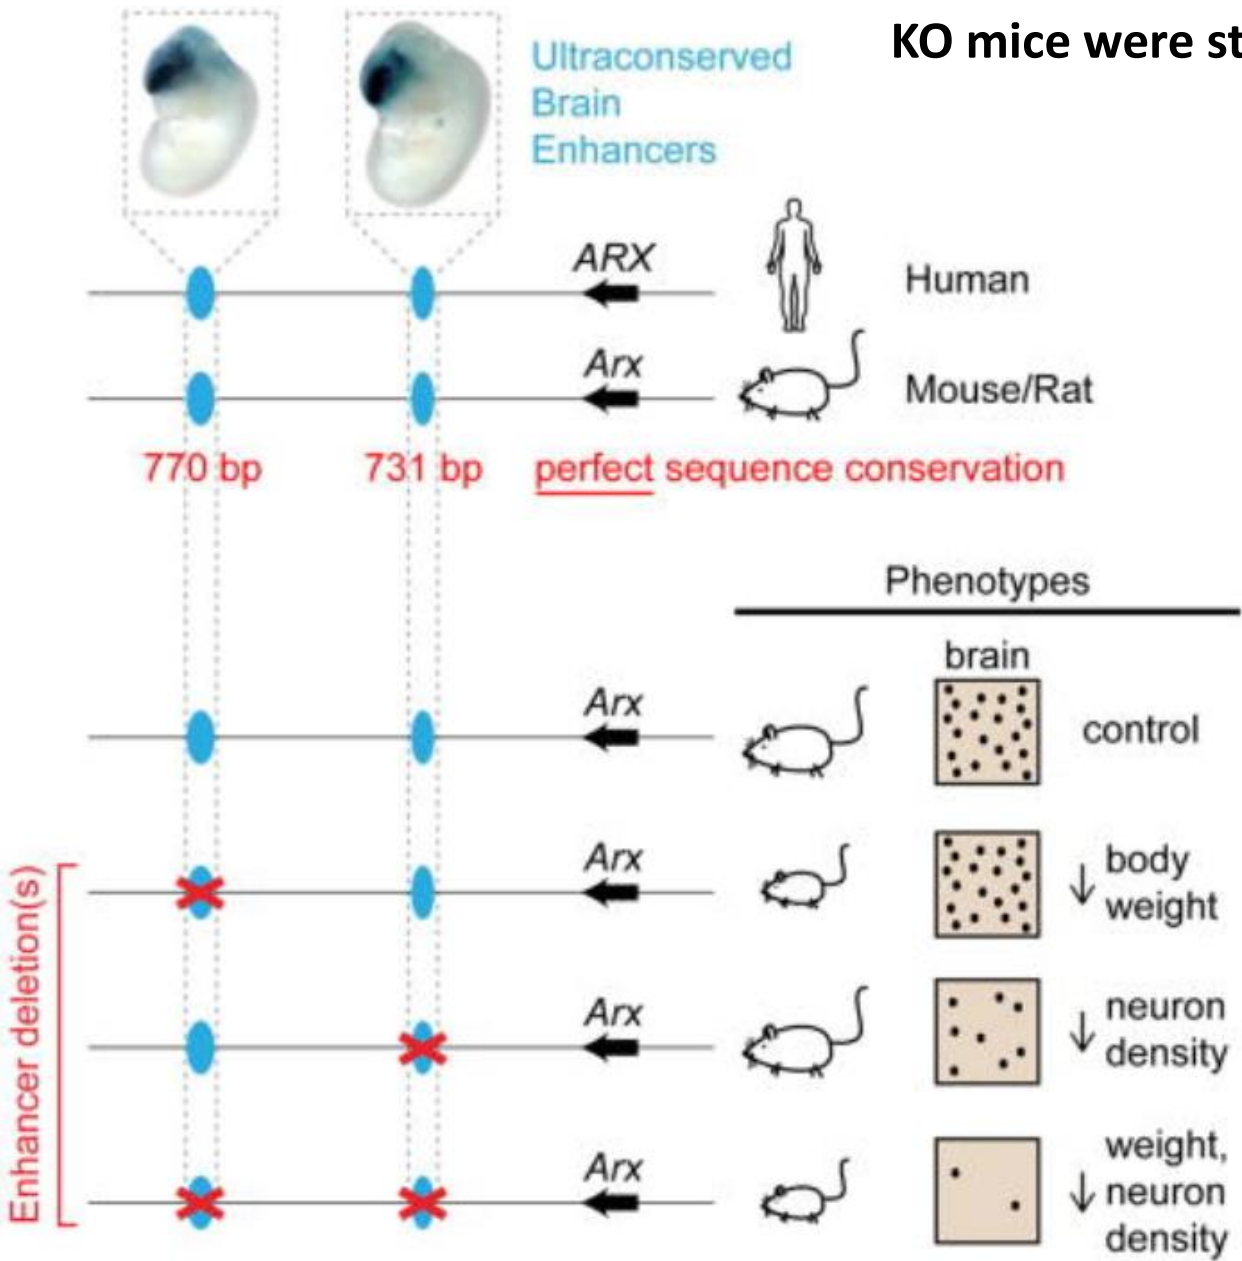 KO mice were st
Ultraconserved
Brain
Enhancers
ARX
Human
Arx
Mouse/Rat
770 bp
731 bp
perfect sequence conservation
Phenotypes
brain
Arx
control
Enhancer deletion(s)
Arx
body
weight
Arx
neuron
density
Arx
weight,
neuron
density